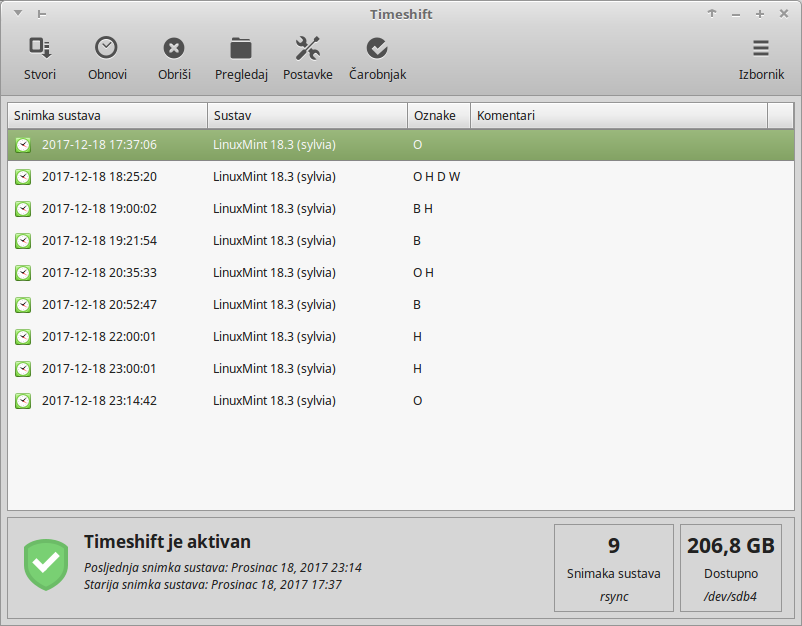 Timeshift
Stvori Obnovi Obriši Pregledaj Postavke Čarobnjak Izbornik
Snimka sustava Sustav Oznake Komentari
2017-12-18 17:37:06 LinuxMint 18.3 (sylvia) O
2017-12-18 18:25:20 LinuxMint 18.3 (sylvia) O H D W
2017-12-18 19:00:02 LinuxMint 18.3 (sylvia) B H
2017-12-18 19:21:54 LinuxMint 18.3 (sylvia) B
2017-12-18 20:35:33 LinuxMint 18.3 (sylvia) O H
2017-12-18 20:52:47 LinuxMint 18.3 (sylvia) B
2017-12-18 22:00:01 LinuxMint 18.3 (sylvia) H
2017-12-18 23:00:01 LinuxMint 18.3 (sylvia) H
2017-12-18 23:14:42 LinuxMint 18.3 (sylvia) O
Timeshift je aktivan
Posljednja snimka sustava: Prosinac 18, 2017 23:14
Starija snimka sustava: Prosinac 18, 2017 17:37
9
Snimaka sustava
rsync
206,8 GB
Dostupno
/dev/sdb4